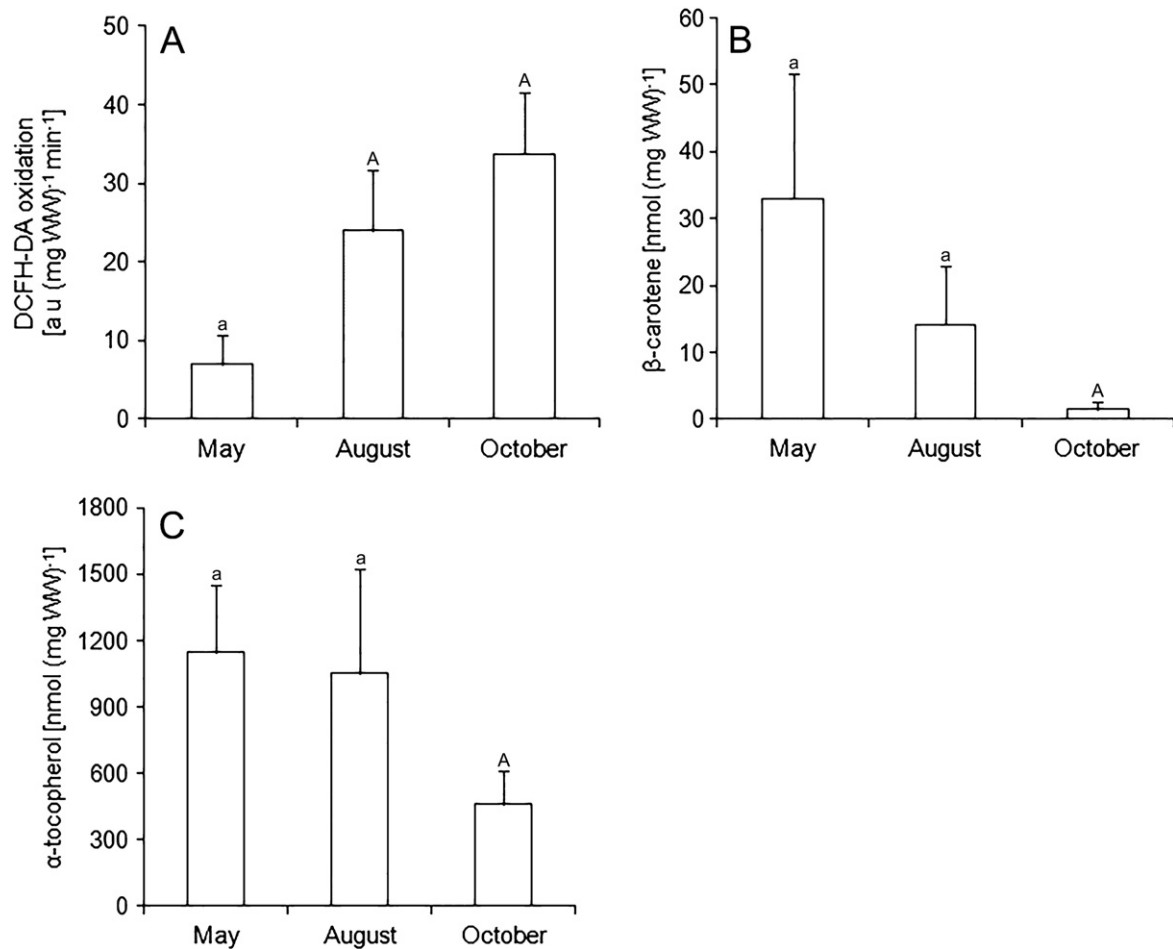 A
DCFH-DA oxidation
[a u (mg WW)-1 min-1]
50
40
30
20
10
0
a
A
A
May
August
October
B
β-carotene [nmol (mg WW)-1]
60
50
40
30
20
10
0
a
a
A
May
August
October
C
α-tocopherol [nmol (mg WW)-1]
1800
1500
1200
900
600
300
0
a
a
A
May
August
October